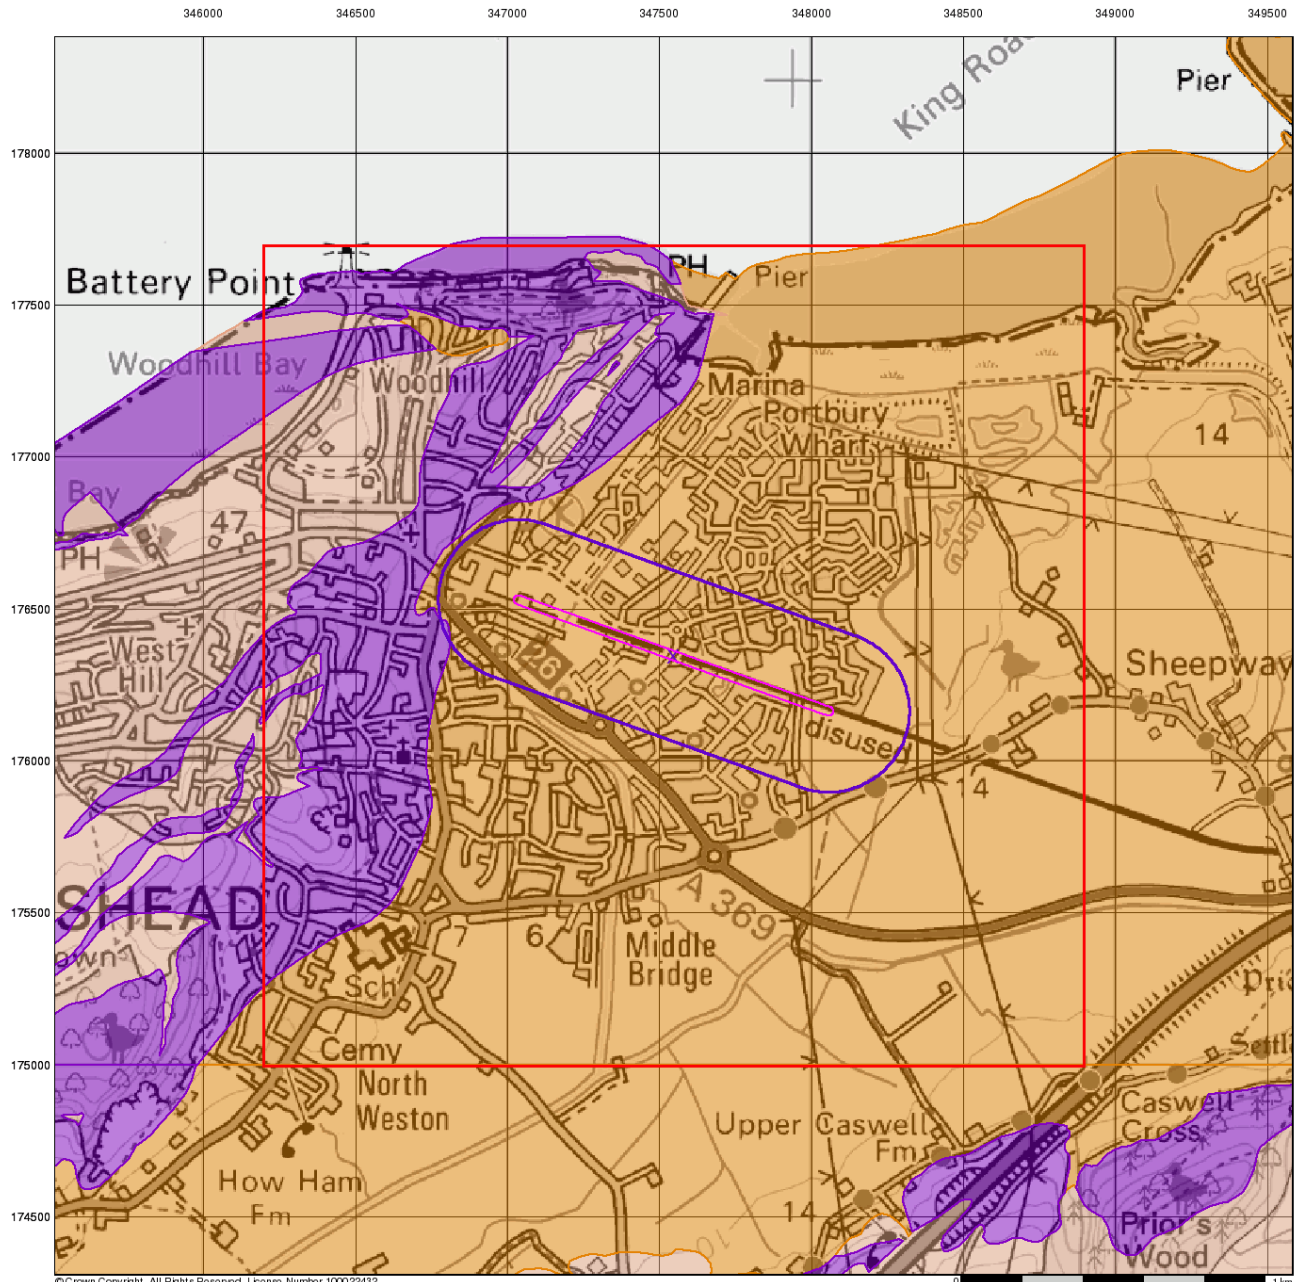 346000 346500 347000 347500 348000 348500 349000 349500
King Road
Pier
178000
PH
Battery Point
Pier
177500
Woodhill Bay
Woodhill
Marina
Portbury
Wharf
14
177000
Bay
47
PH
176500
West
Hill
26
Sheepway
disused
176000
14
7
SHEAD
A 369
175500
own
6
Middle
Bridge
Sch
175000
Cemy
North
Weston
Upper Caswell
Fm
Caswell
Cross
How Ham
Fm
14
174500
Prior's
Wood
10
© Crown Copyright. All Rights Reserved. License Number 100022432
0 1 km